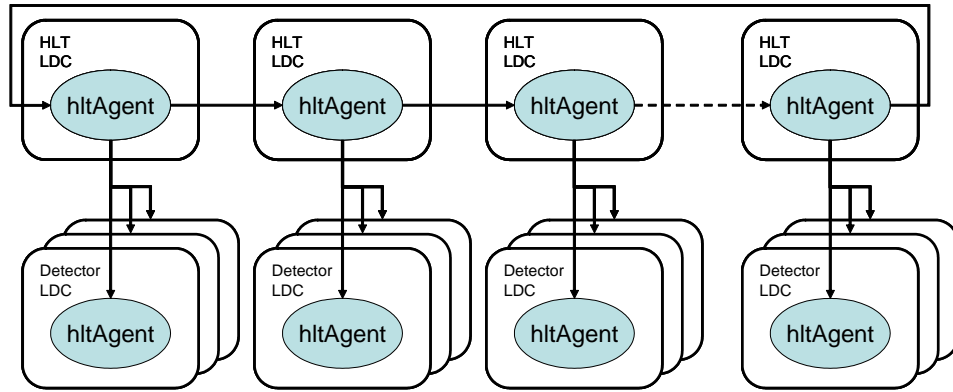 HLT
LDC
hltAgent
HLT
LDC
hltAgent
HLT
LDC
hltAgent
HLT
LDC
hltAgent
Detector
LDC
hltAgent
Detector
LDC
hltAgent
Detector
LDC
hltAgent
Detector
LDC
hltAgent